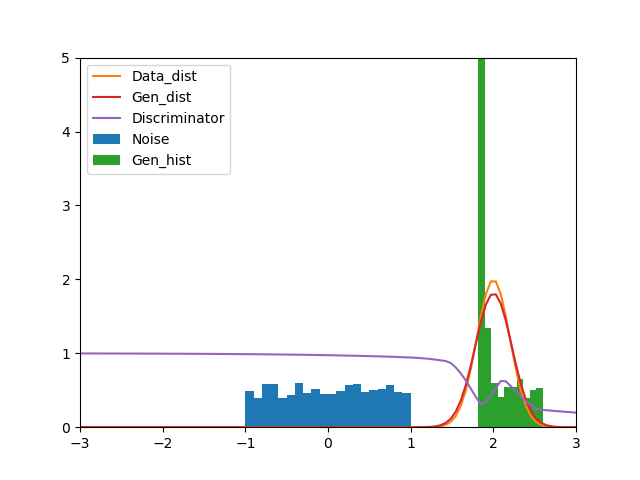 5
4
3
2
1
0
Data_dist
Gen_dist
Discriminator
Noise
Gen_hist
−3 −2 −1 0 1 2 3